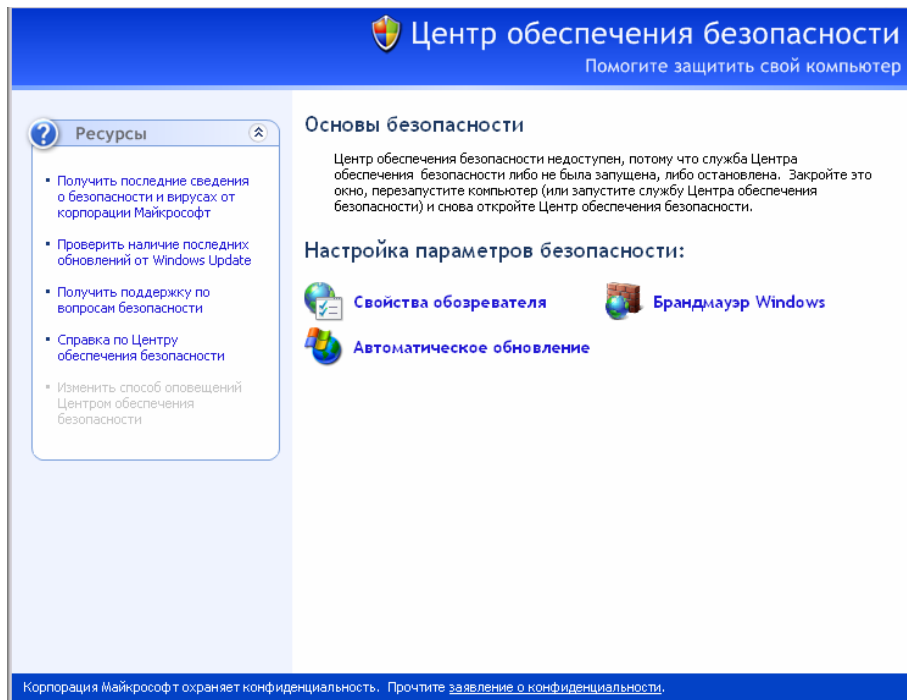 Центр обеспечения безопасности
Помогите защитить свой компьютер
Ресурсы
Получить последние сведения
о безопасности и вирусах от
корпорации Майкрософт
Проверить наличие последних
обновлений от Windows Update
Получить поддержку по
вопросам безопасности
Справка по Центру
обеспечения безопасности
Изменить способ оповещений
Центром обеспечения
безопасности
Основы безопасности
Центр обеспечения безопасности недоступен, потому что служба Центра
обеспечения безопасности либо не была запущена, либо остановлена. Закройте это
окно, перезапустите компьютер (или запустите службу Центра обеспечения
безопасности) и снова откройте Центр обеспечения безопасности.
Настройка параметров безопасности:
Свойства обозревателя
Брандмауэр Windows
Автоматическое обновление
Корпорация Майкрософт охраняет конфиденциальность. Прочтите заявление о конфиденциальности.